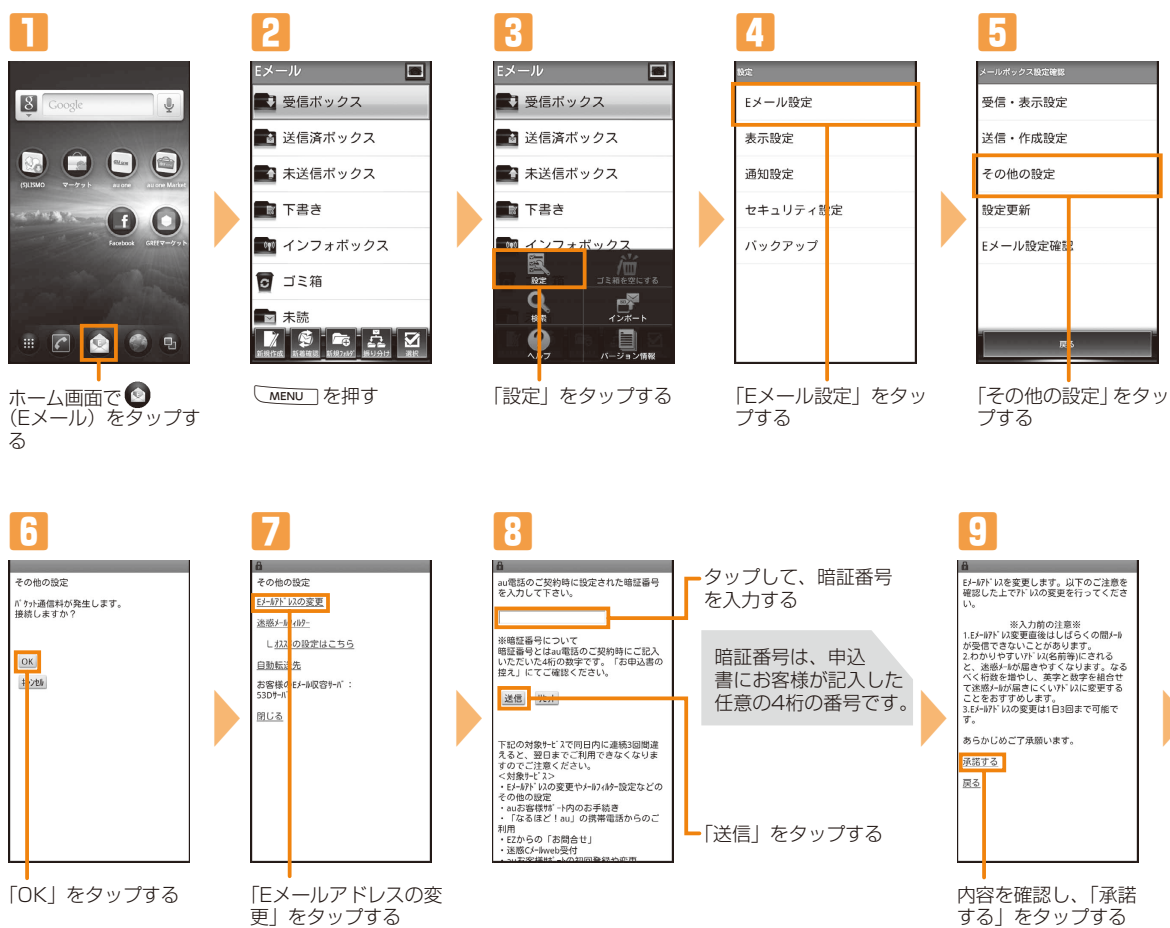 1
Google
(S)LISMO
マーケット
au one
au one Market
Facebook
GREEマーケット
ホーム画面で
(Eメール)をタップす
る
2
Eメール
受信ボックス
送信済ボックス
未送信ボックス
下書き
インフォボックス
ゴミ箱
未読
新規作成
新着確認
新規フォルダ
振り分け
選択
MENU を押す
3
Eメール
受信ボックス
送信済ボックス
未送信ボックス
下書き
インフォボックス
設定
ゴミ箱を空にする
検索
インポート
ヘルプ
バージョン情報
「設定」をタップする
4
設定
Eメール設定
表示設定
通知設定
セキュリティ設定
バックアップ
「Eメール設定」をタッ
プする
5
メールボックス設定確認
受信・表示設定
送信・作成設定
その他の設定
設定更新
Eメール設定確認
戻る
「その他の設定」をタッ
プする
6
その他の設定
パケット通信料が発生します。
接続しますか?
OK
キャンセル
「OK」をタップする
7
その他の設定
Eメールアドレスの変更
迷惑メールフィルター
└ オススメの設定はこちら
自動転送先
お客様のEメール収容サーバ:
53Dサーバ
閉じる
「Eメールアドレスの変
更」をタップする
8
au電話のご契約時に設定された暗証番号
を入力して下さい。
※暗証番号について
暗証番号とはau電話のご契約時にご記入
いただいた4桁の数字です。「お申込書の
控え」にてご確認ください。
送信
リセット
下記の対象サービスで同日内に連続3回間違
えると、翌日までご利用できなくなりま
すのでご注意ください。
<対象サービス>
・Eメールアドレスの変更やメールフィルター設定などの
その他の設定
・auお客様サポート内のお手続き
・「なるほど!au」の携帯電話からのご
利用
・EZからの「お問合せ」
・迷惑Cメールweb受付
・auお客様サポートの初回登録や変更
タップして、暗証番号
を入力する
暗証番号は、申込
書にお客様が記入した
任意の4桁の番号です。
「送信」をタップする
9
Eメールアドレスを変更します。以下のご注意を
確認した上でアドレスの変更を行ってくださ
い。
※入力前の注意※
1.Eメールアドレス変更直後はしばらくの間メール
が受信できないことがあります。
2.わかりやすいアドレス(名前等)にされる
と、迷惑メールが届きやすくなります。なる
べく桁数を増やし、英字と数字を組合せ
て迷惑メールが届きにくいアドレスに変更する
ことをおすすめします。
3.Eメールアドレスの変更は1日3回まで可能で
す。
あらかじめご了承願います。
承諾する
戻る
内容を確認し、「承諾
する」をタップする